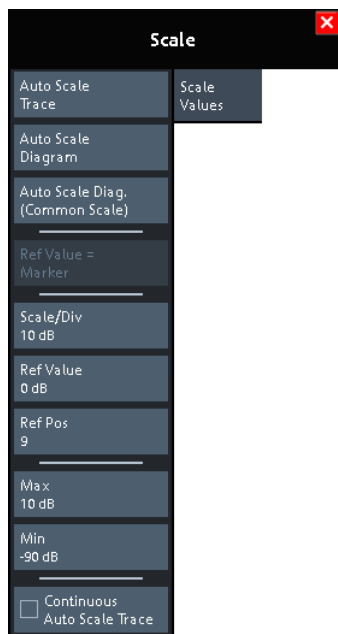 Scale
Auto Scale
Trace
Scale
Values
Auto Scale
Diagram
Auto Scale Diag.
(Common Scale)
Ref Value =
Marker
Scale/Div
10 dB
Ref Value
0 dB
Ref Pos
9
Max
10 dB
Min
-90 dB
Continuous
Auto Scale Trace